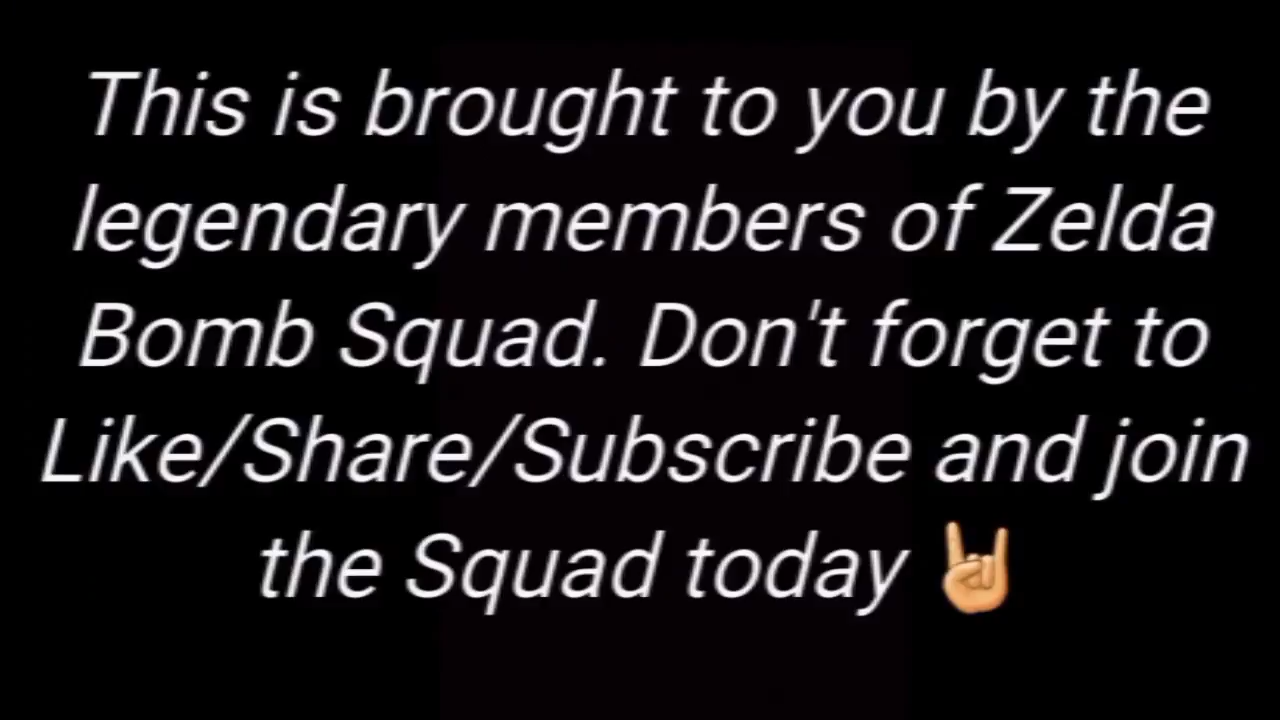 This is brought to you by the
legendary members of Zelda
Bomb Squad. Don't forget to
Like/Share/Subscribe and join
the Squad today 🤘